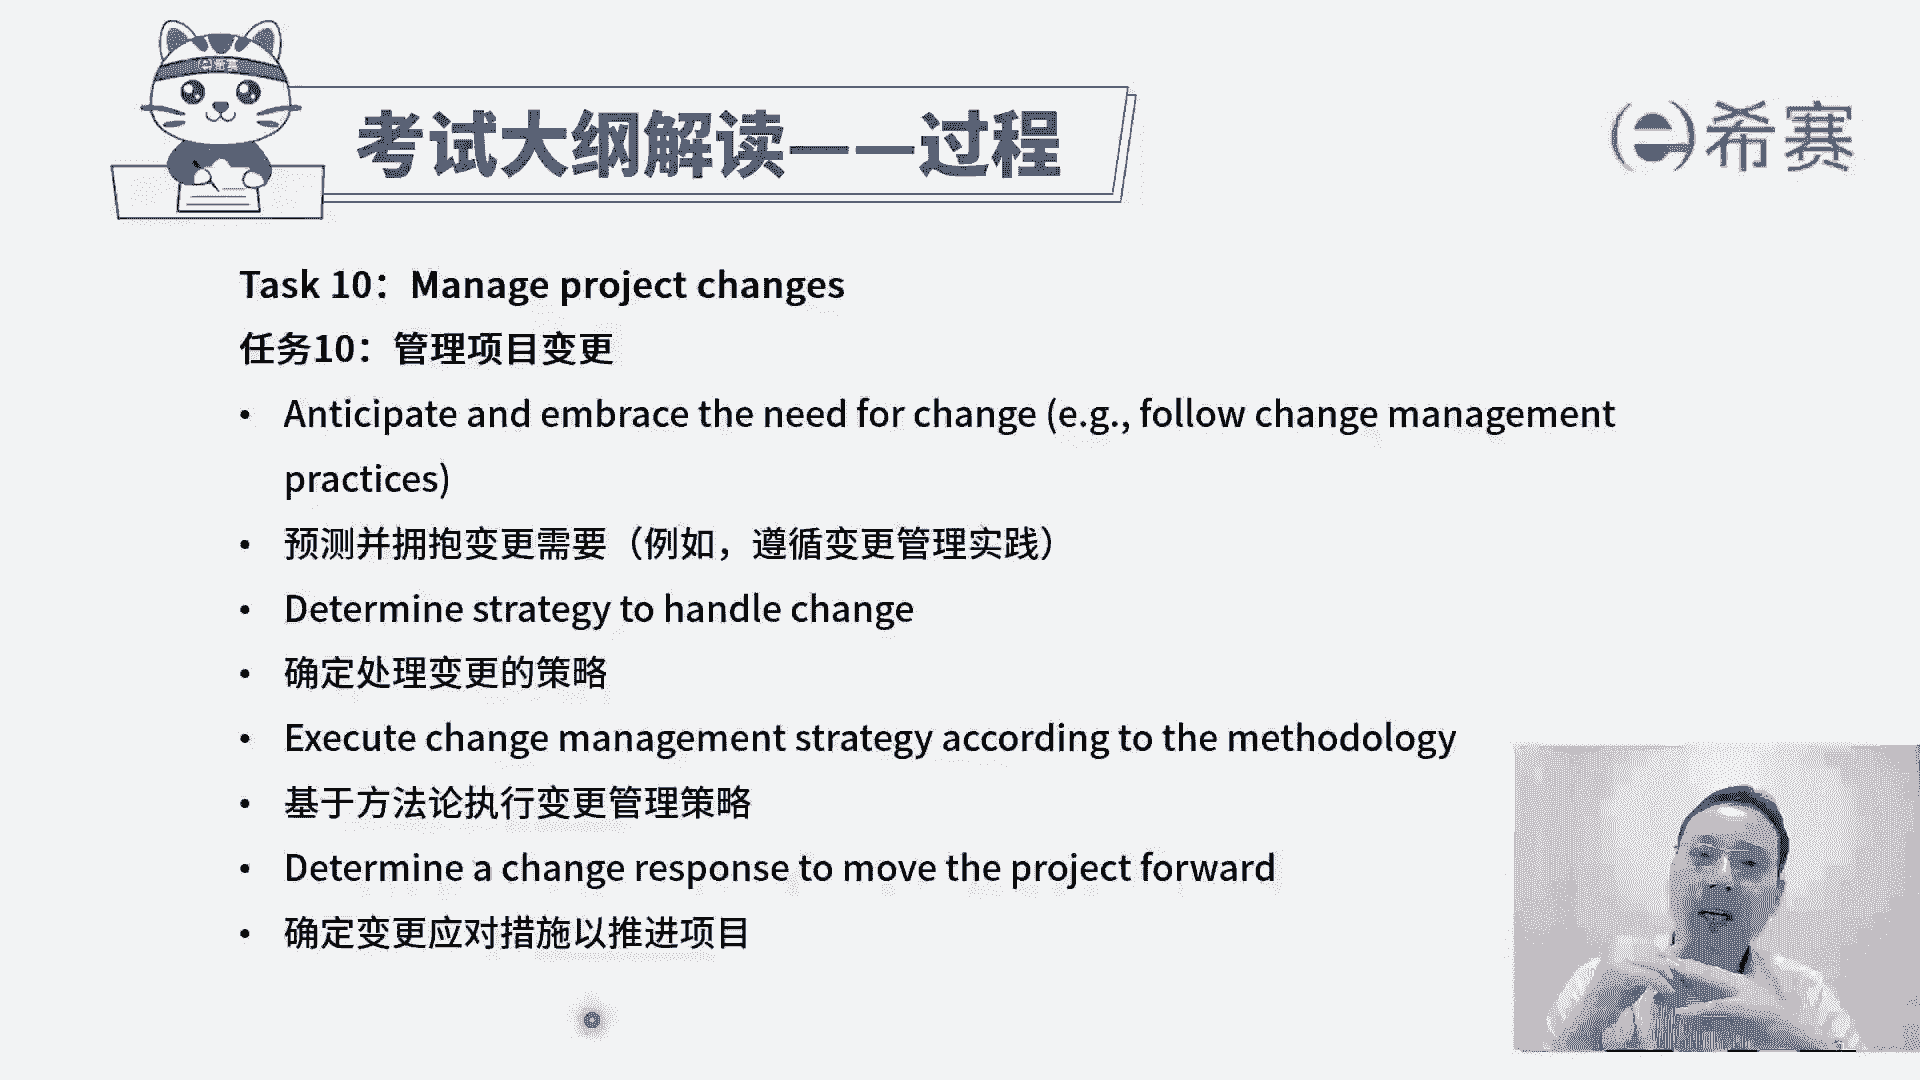 考试大纲解读——过程
希赛
Task 10：Manage project changes
任务10：管理项目变更
• Anticipate and embrace the need for change (e.g., follow change management
practices)
• 预测并拥抱变更需要（例如，遵循变更管理实践）
• Determine strategy to handle change
• 确定处理变更的策略
• Execute change management strategy according to the methodology
• 基于方法论执行变更管理策略
• Determine a change response to move the project forward
• 确定变更应对措施以推进项目